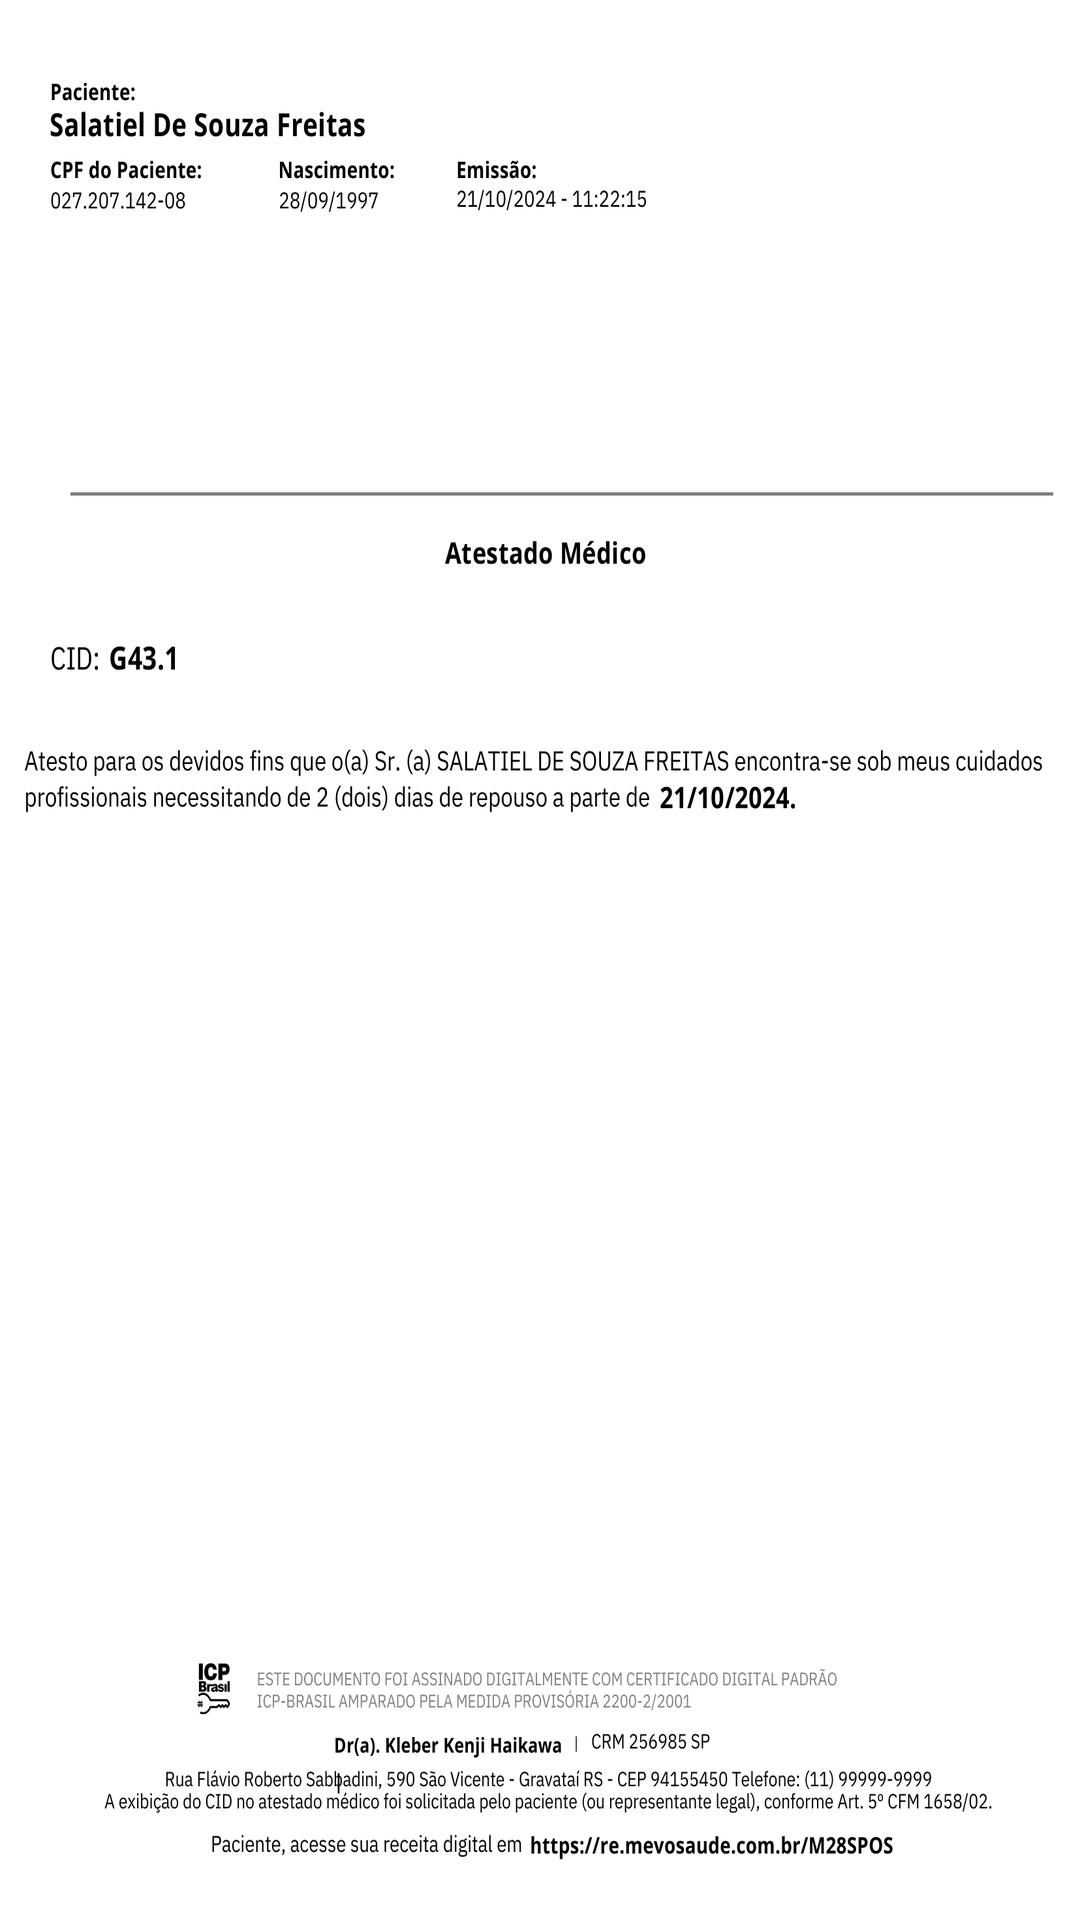 Paciente:
Salatiel De Souza Freitas
CPF do Paciente: Nascimento: Emissão:
027.207.142-08 28/09/1997 21/10/2024 - 11:22:15
Atestado Médico
CID: G43.1
Atesto para os devidos fins que o(a) Sr. (a) SALATIEL DE SOUZA FREITAS encontra-se sob meus cuidados
profissionais necessitando de 2 (dois) dias de repouso a parte de 21/10/2024.
ICP
Brasil
ESTE DOCUMENTO FOI ASSINADO DIGITALMENTE COM CERTIFICADO DIGITAL PADRÃO
ICP-BRASIL AMPARADO PELA MEDIDA PROVISÓRIA 2200-2/2001
Dr(a). Kleber Kenji Haikawa | CRM 256985 SP
Rua Flávio Roberto Sabbadini, 590 São Vicente - Gravataí RS - CEP 94155450 Telefone: (11) 99999-9999
A exibição do CID no atestado médico foi solicitada pelo paciente (ou representante legal), conforme Art. 5º CFM 1658/02.
Paciente, acesse sua receita digital em https://re.mevosaude.com.br/M28SPOS